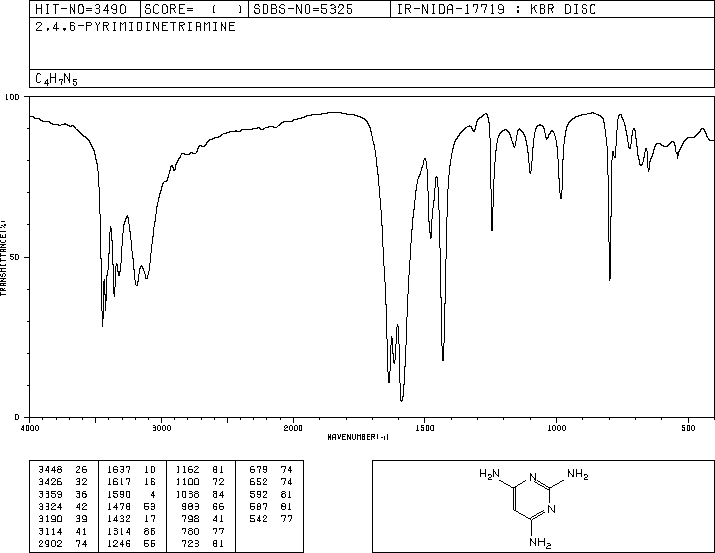 HIT-NO=3490 SCORE= ( ) SDBS-NO=5325 IR-NIDA-17719 : KBR DISC
2,4,6-PYRIMIDINETRIAMINE
C4H7N5
100
50
0
TRANSMITTANCE(%)
4000 3000 2000 1500 1000 500
WAVENUMBER(-1)
3448 26 1637 10 1162 81 679 74
3426 32 1617 16 1100 72 652 74
3359 36 1590 4 1038 84 592 81
3324 42 1478 53 983 66 587 81
3190 39 1432 17 798 41 542 77
3114 41 1314 86 780 77
2902 74 1246 56 723 81
H2N N NH2
N
NH2